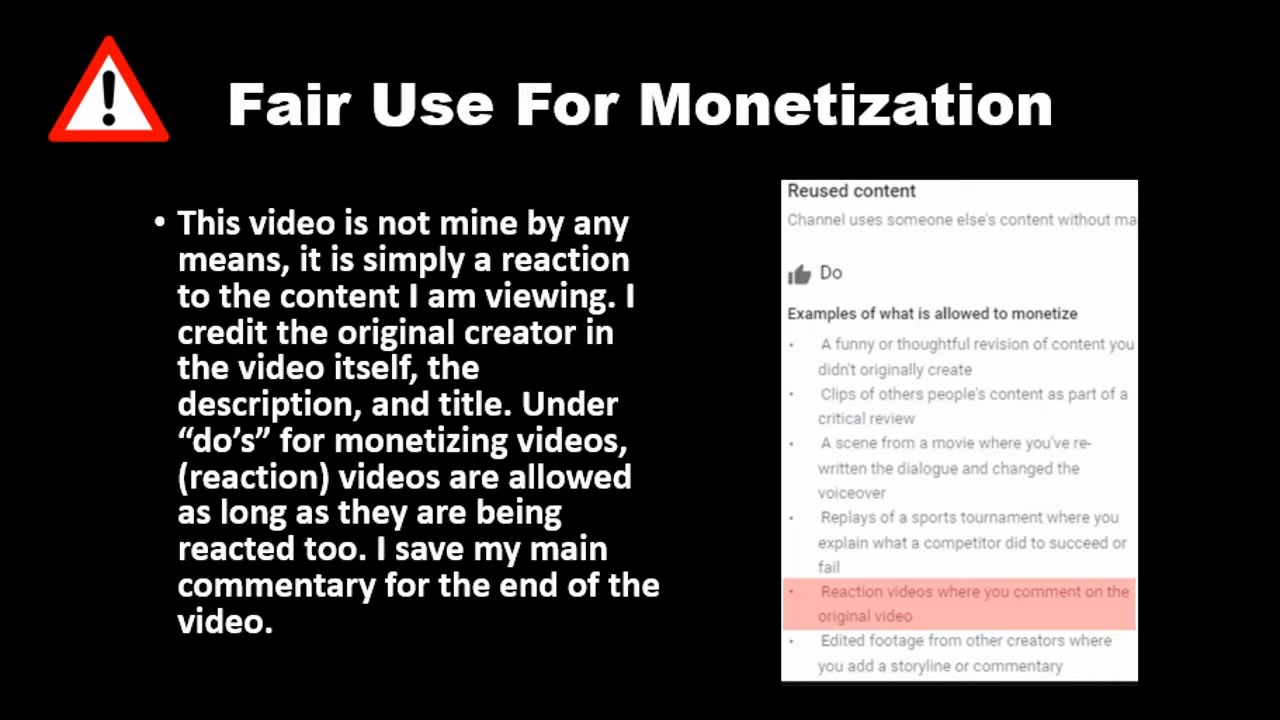 Fair Use For Monetization
• This video is not mine by any
means, it is simply a reaction
to the content I am viewing. I
credit the original creator in
the video itself, the
description, and title. Under
“do’s” for monetizing videos,
(reaction) videos are allowed
as long as they are being
reacted too. I save my main
commentary for the end of the
video.
Reused content
Channel uses someone else's content without ma
Do
Examples of what is allowed to monetize
• A funny or thoughtful revision of content you
didn't originally create
• Clips of others people's content as part of a
critical review
• A scene from a movie where you've re-
written the dialogue and changed the
voiceover
• Replays of a sports tournament where you
explain what a competitor did to succeed or
fail
• Reaction videos where you comment on the
original video
• Edited footage from other creators where
you add a storyline or commentary